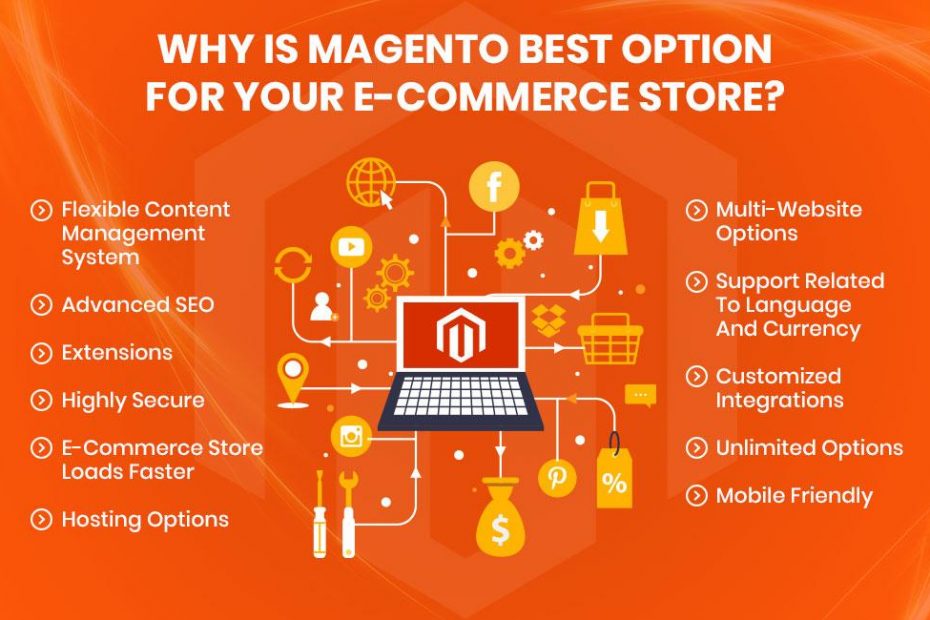 WHY IS MAGENTO BEST OPTION
FOR YOUR E-COMMERCE STORE?
Flexible Content
Management
System
Advanced SEO
Extensions
Highly Secure
E-Commerce Store
Loads Faster
Hosting Options
f
$
%
Multi-Website
Options
Support Related
To Language
And Currency
Customized
Integrations
Unlimited Options
Mobile Friendly